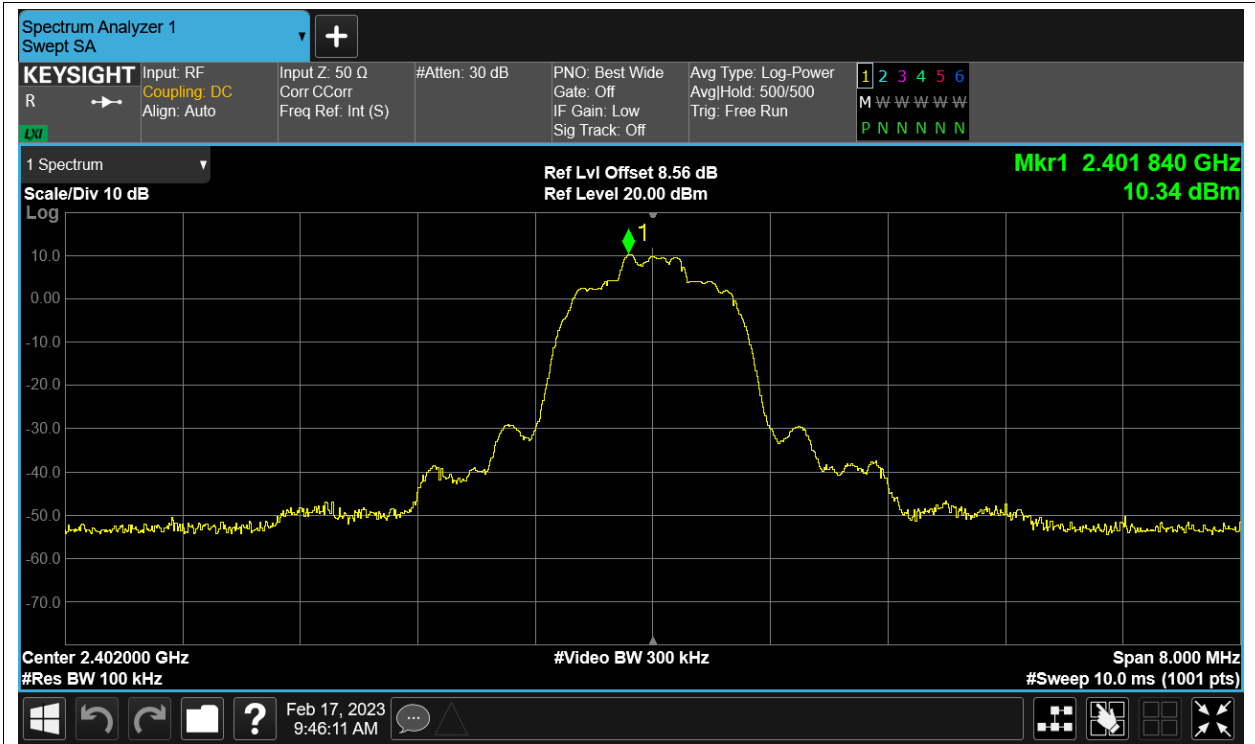 Spectrum Analyzer 1
Swept SA
+
KEYSIGHT
R
LXI
Input: RF
Coupling: DC
Align: Auto
Input Z: 50 Ω
Corr CCorr
Freq Ref: Int (S)
#Atten: 30 dB
PNO: Best Wide
Gate: Off
IF Gain: Low
Sig Track: Off
Avg Type: Log-Power
Avg|Hold: 500/500
Trig: Free Run
1 2 3 4 5 6
M W W W W W
P N N N N N
1 Spectrum
Scale/Div 10 dB
Log
Ref Lvl Offset 8.56 dB
Ref Level 20.00 dBm
Mkr1 2.401 840 GHz
10.34 dBm
1
10.0
0.00
-10.0
-20.0
-30.0
-40.0
-50.0
-60.0
-70.0
Center 2.402000 GHz
#Res BW 100 kHz
#Video BW 300 kHz
Span 8.000 MHz
#Sweep 10.0 ms (1001 pts)
?
Feb 17, 2023
9:46:11 AM